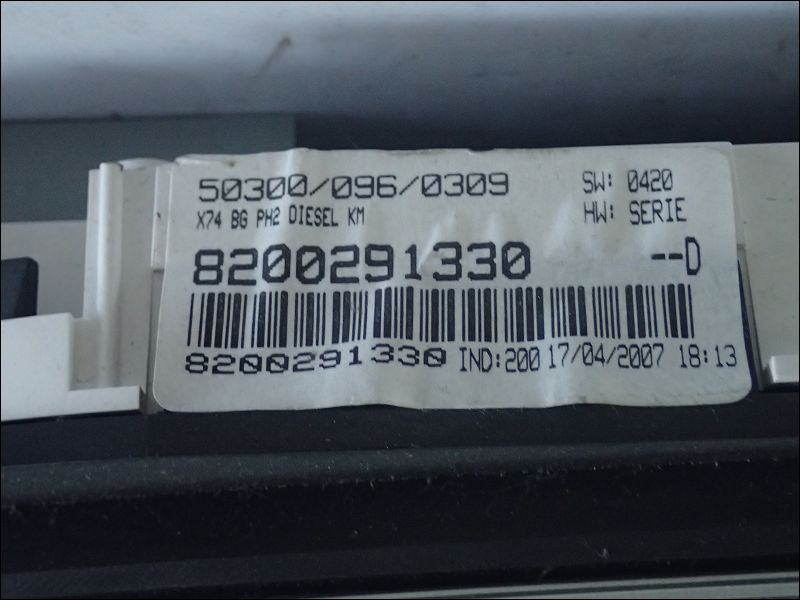 50300/096/0309 SW: 0420
X74 BG PH2 DIESEL KM HW: SERIE
8200291330 --D
8200291330 IND:200 17/04/2007 18:13